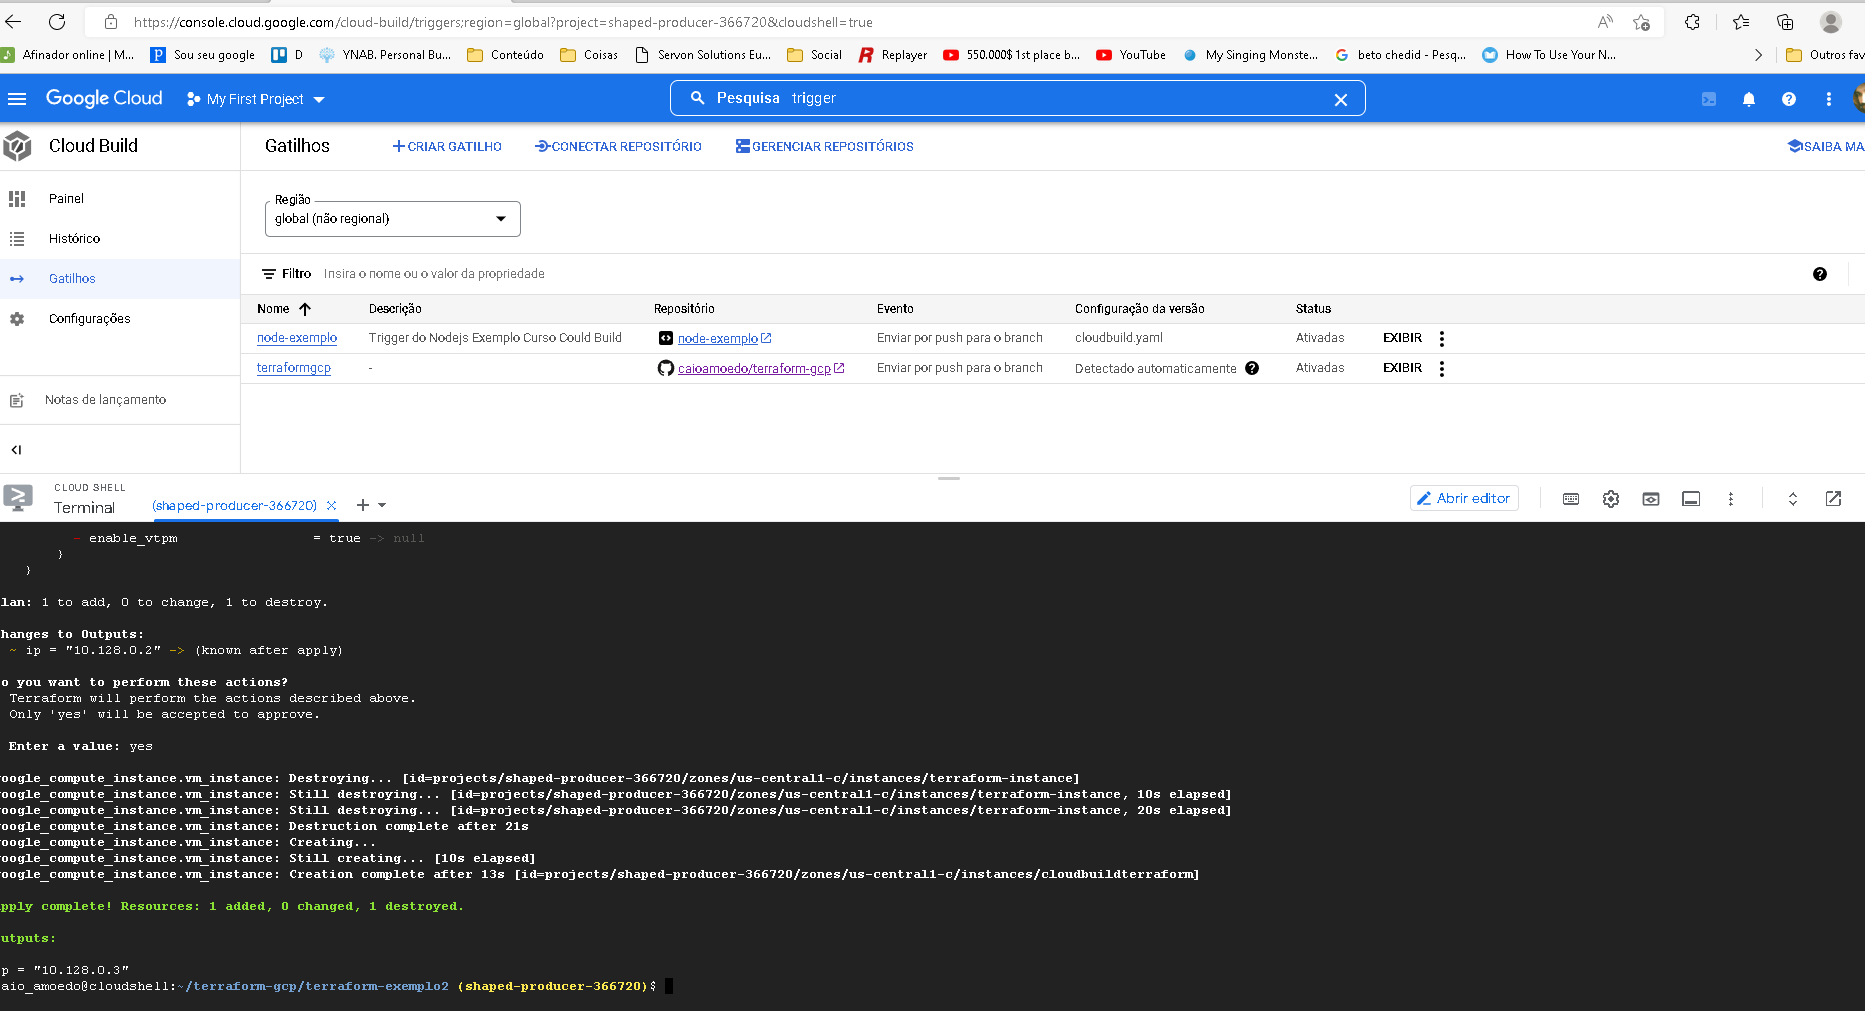 https://console.cloud.google.com/cloud-build/triggers;region=global?project=shaped-producer-366720&cloudshell=true
Afinador online | M... Sou seu google D YNAB. Personal Bu... Conteúdo Coisas Servon Solutions Eu... Social Replayer 550.000$ 1st place b... YouTube My Singing Monste... beto chedid - Pesq... How To Use Your N... Outros fav
Google Cloud My First Project Pesquisa trigger
Cloud Build Gatilhos CRIAR GATILHO CONECTAR REPOSITÓRIO GERENCIAR REPOSITÓRIOS SAIBA MA
Painel
Histórico
Gatilhos
Configurações
Notas de lançamento
Região
global (não regional)
Filtro Insira o nome ou o valor da propriedade
Nome Descrição Repositório Evento Configuração da versão Status
node-exemplo Trigger do Nodejs Exemplo Curso Could Build node-exemplo Enviar por push para o branch cloudbuild.yaml Ativadas EXIBIR
terraformgcp - caioamoedo/terraform-gcp Enviar por push para o branch Detectado automaticamente Ativadas EXIBIR
CLOUD SHELL
Terminal (shaped-producer-366720) Abrir editor
- enable_vtpm = true -> null
}
}
lan: 1 to add, 0 to change, 1 to destroy.
hanges to Outputs:
~ ip = "10.128.0.2" -> (known after apply)
o you want to perform these actions?
Terraform will perform the actions described above.
Only 'yes' will be accepted to approve.
Enter a value: yes
oogle_compute_instance.vm_instance: Destroying... [id=projects/shaped-producer-366720/zones/us-central1-c/instances/terraform-instance]
oogle_compute_instance.vm_instance: Still destroying... [id=projects/shaped-producer-366720/zones/us-central1-c/instances/terraform-instance, 10s elapsed]
oogle_compute_instance.vm_instance: Still destroying... [id=projects/shaped-producer-366720/zones/us-central1-c/instances/terraform-instance, 20s elapsed]
oogle_compute_instance.vm_instance: Destruction complete after 21s
oogle_compute_instance.vm_instance: Creating...
oogle_compute_instance.vm_instance: Still creating... [10s elapsed]
oogle_compute_instance.vm_instance: Creation complete after 13s [id=projects/shaped-producer-366720/zones/us-central1-c/instances/cloudbuildterraform]
pply complete! Resources: 1 added, 0 changed, 1 destroyed.
utputs:
p = "10.128.0.3"
aio_amoedo@cloudshell:~/terraform-gcp/terraform-exemplo2 (shaped-producer-366720)$